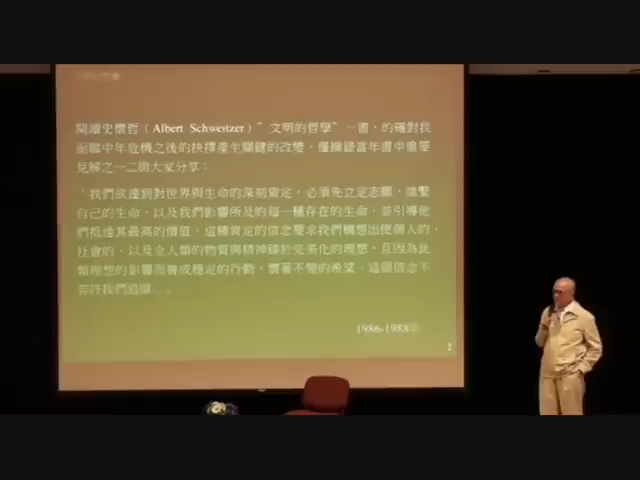 閱讀史懷哲（Albert Schweitzer）"文明的哲學"一書，的確對我
面臨中年危機之後的抉擇產生關鍵的改變，僅摘錄當年書中重要
見解之一二與大家分享：
「我們欲達到對世界與生命的深刻肯定，必須先立定志願，維繫
自己的生命，以及我們影響所及的每一種存在的生命，並引導他
們抵達其最高的價值，這種肯定的信念要求我們構想出使個人的、
社會的，以及全人類的物質與精神臻於完美化的理想，且因為此
類理想的影響而養成穩定的行動，讀著不變的希望，這個信念不
容許我們退縮…」
1986-1988
2